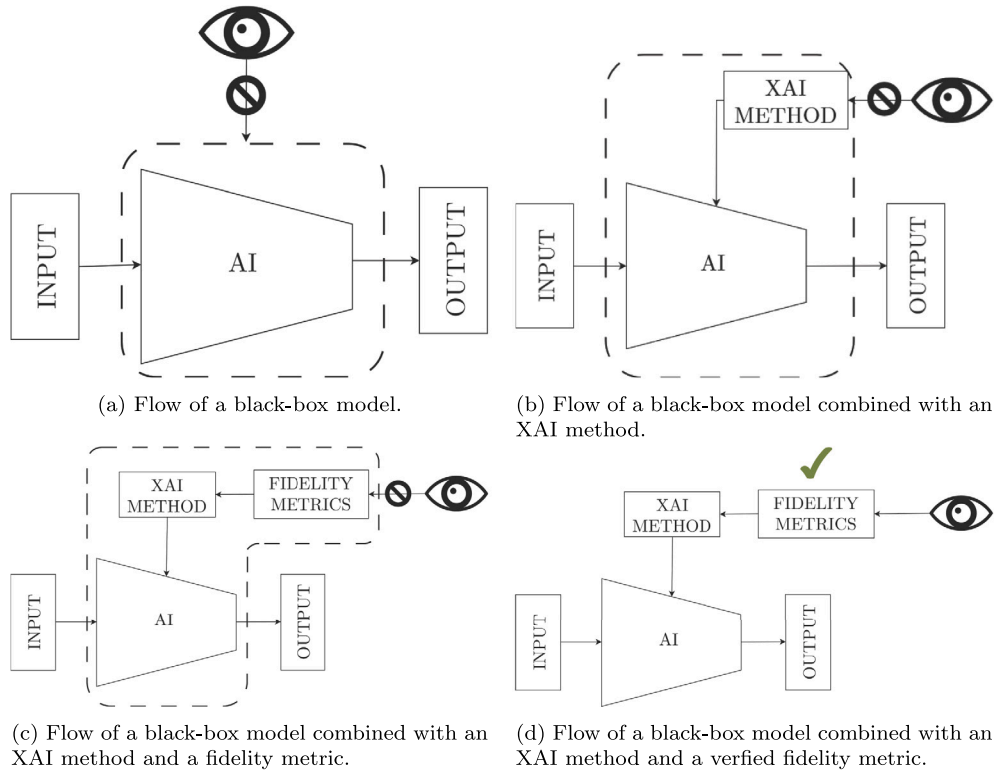 INPUT
AI
OUTPUT
(a) Flow of a black-box model.
XAI
METHOD
INPUT
AI
OUTPUT
(b) Flow of a black-box model combined with an
XAI method.
XAI
METHOD
FIDELITY
METRICS
INPUT
AI
OUTPUT
(c) Flow of a black-box model combined with an
XAI method and a fidelity metric.
XAI
METHOD
FIDELITY
METRICS
INPUT
AI
OUTPUT
(d) Flow of a black-box model combined with an
XAI method and a verfied fidelity metric.